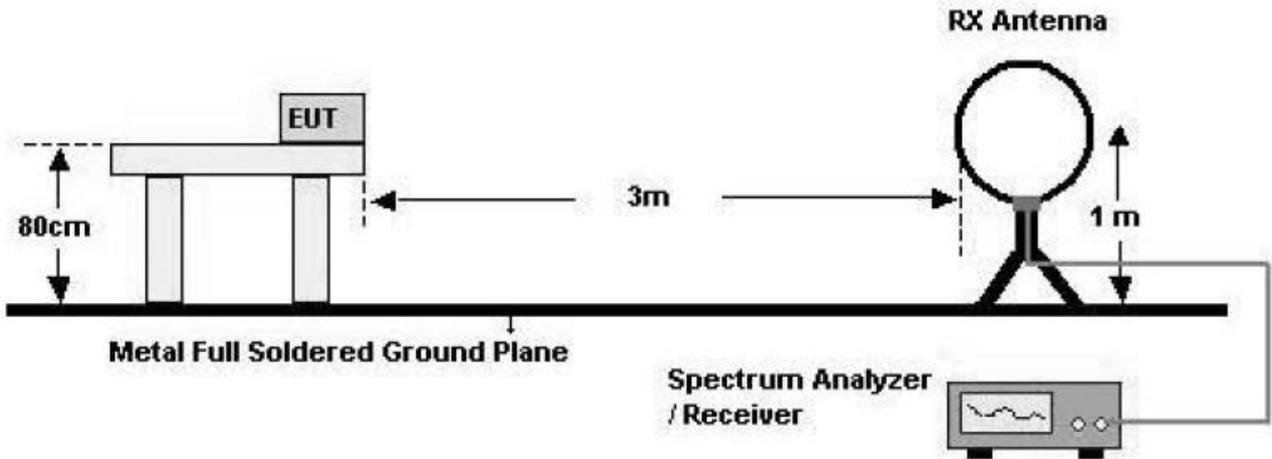 RX Antenna
EUT
80cm
3m
1 m
Metal Full Soldered Ground Plane
Spectrum Analyzer
/ Receiver